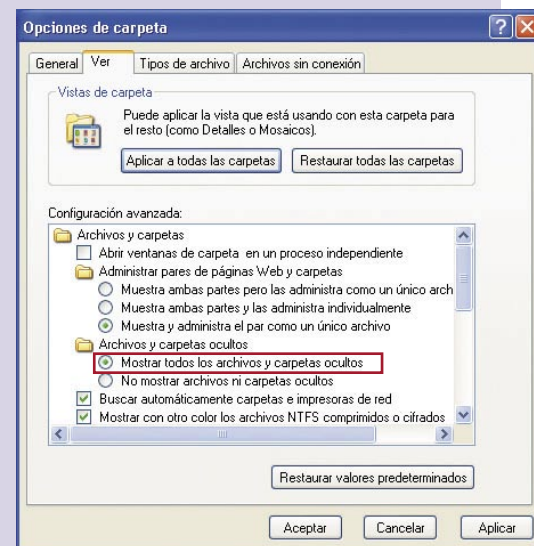 Opciones de carpeta
General Ver Tipos de archivo Archivos sin conexión
Vistas de carpeta
Puede aplicar la vista que está usando con esta carpeta para
el resto (como Detalles o Mosaicos).
Aplicar a todas las carpetas Restaurar todas las carpetas
Configuración avanzada:
Archivos y carpetas
Abrir ventanas de carpeta en un proceso independiente
Administrar pares de páginas Web y carpetas
Muestra ambas partes pero las administra como un único arch
Muestra ambas partes y las administra individualmente
Muestra y administra el par como un único archivo
Archivos y carpetas ocultos
Mostrar todos los archivos y carpetas ocultos
No mostrar archivos ni carpetas ocultos
Buscar automáticamente carpetas e impresoras de red
Mostrar con otro color los archivos NTFS comprimidos o cifrados
Restaurar valores predeterminados
Aceptar Cancelar Aplicar